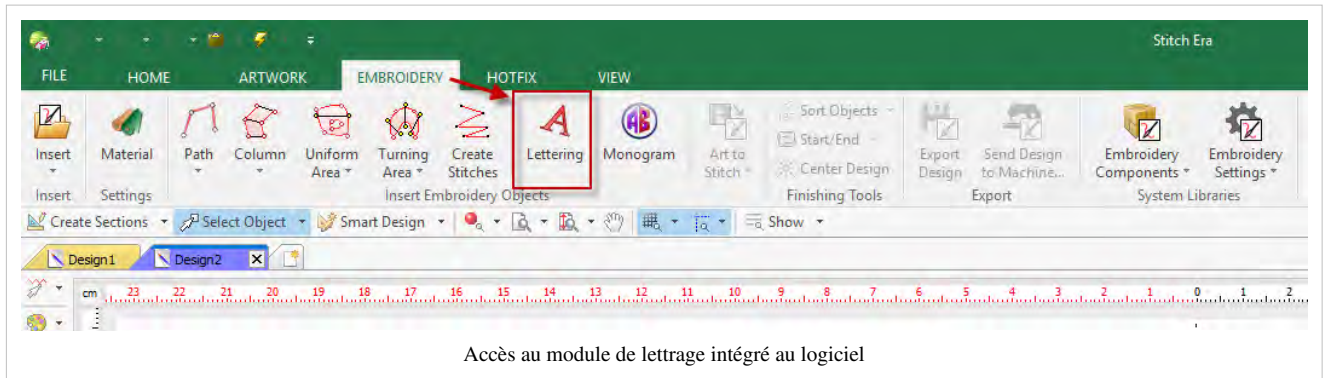 Stitch Era
FILE HOME ARTWORK EMBROIDERY HOTFIX VIEW
Insert Material Path Column Uniform Area Turning Area Create Stitches Lettering Monogram Art to Stitch Sort Objects Start/End Center Design Export Design Send Design to Machine... Embroidery Components Embroidery Settings
Insert Settings Insert Embroidery Objects Finishing Tools Export System Libraries
Create Sections Select Object Smart Design Show
Design1 Design2
cm 23 22 21 20 19 18 17 16 15 14 13 12 11 10 9 8 7 6 5 4 3 2 1 0 1 2
Accès au module de lettrage intégré au logiciel